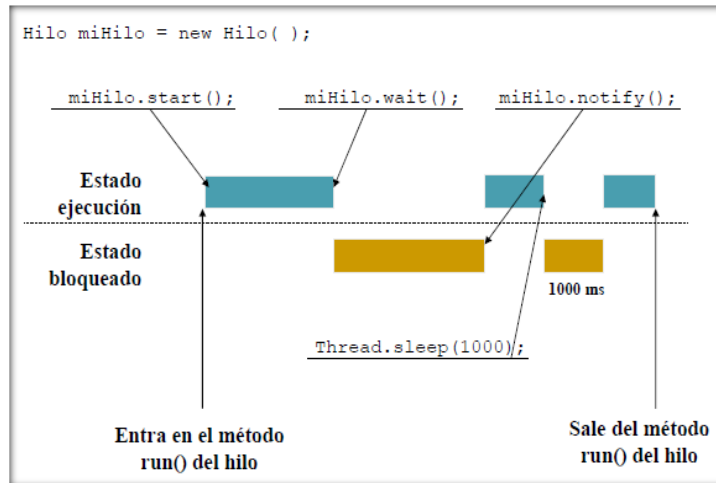 Hilo miHilo = new Hilo( );
miHilo.start();
miHilo.wait();
miHilo.notify();
Estado
ejecución
Estado
bloqueado
1000 ms
Thread.sleep(1000);
Entra en el método
run() del hilo
Sale del método
run() del hilo